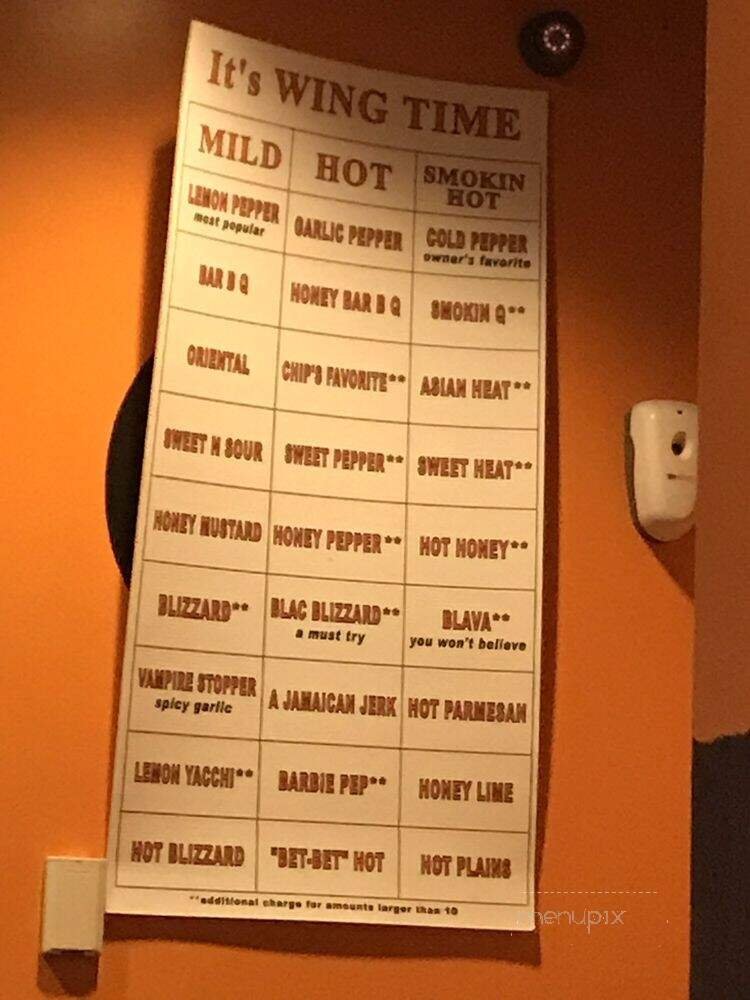 It's WING TIME
MILD HOT SMOKIN HOT
LEMON PEPPER GARLIC PEPPER GOLD PEPPER
most popular owner's favorite
BAR B Q HONEY BAR B Q SMOKIN Q**
ORIENTAL CHIP'S FAVORITE** ASIAN HEAT**
SWEET N SOUR SWEET PEPPER** SWEET HEAT**
HONEY MUSTARD HONEY PEPPER** HOT HONEY**
BLIZZARD** BLAC BLIZZARD** BLAVA**
a must try you won't believe
VAMPIRE STOPPER A JAMAICAN JERK HOT PARMESAN
spicy garlic
LEMON YACCHI** BARBIE PEP** HONEY LIME
HOT BLIZZARD "BET-BET" HOT HOT PLAINS
**additional charge for amounts larger than 10
menupix